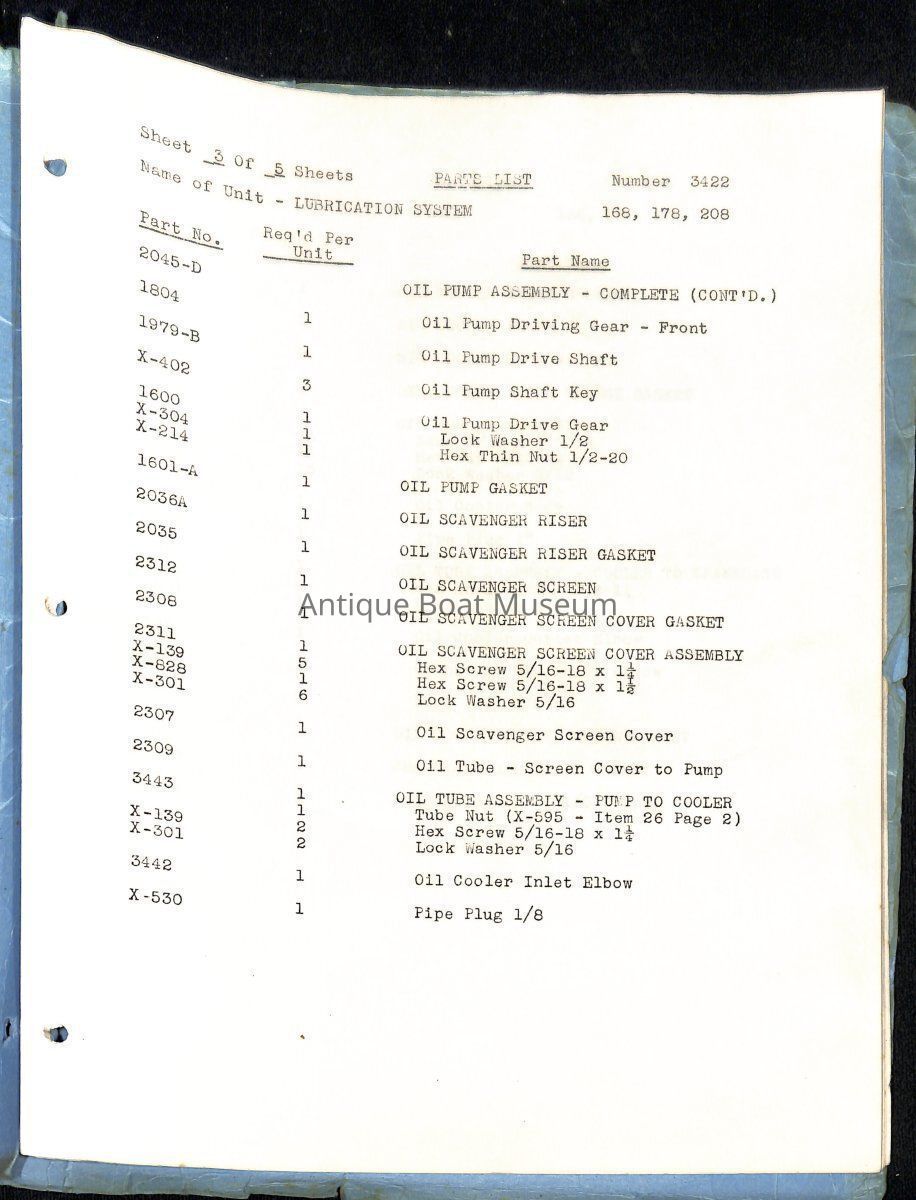 Sheet 3 Of 5 Sheets PARTS LIST Number 3422
Name of Unit - LUBRICATION SYSTEM 168, 178, 208
Part No. Req'd Per Unit Part Name
2045-D OIL PUMP ASSEMBLY - COMPLETE (CONT'D.)
1804 1 Oil Pump Driving Gear - Front
1979-B 1 Oil Pump Drive Shaft
X-402 3 Oil Pump Shaft Key
1600 1 Oil Pump Drive Gear
X-304 1 Lock Washer 1/2
X-214 1 Hex Thin Nut 1/2-20
1601-A 1 OIL PUMP GASKET
2036A 1 OIL SCAVENGER RISER
2035 1 OIL SCAVENGER RISER GASKET
2312 1 OIL SCAVENGER SCREEN
2308 1 OIL SCAVENGER SCREEN COVER GASKET
Antique Boat Museum
2311 1 OIL SCAVENGER SCREEN COVER ASSEMBLY
X-139 5 Hex Screw 5/16-18 x 1¼
X-828 1 Hex Screw 5/16-18 x 1½
X-301 6 Lock Washer 5/16
2307 1 Oil Scavenger Screen Cover
2309 1 Oil Tube - Screen Cover to Pump
3443 1 OIL TUBE ASSEMBLY - PUMP TO COOLER
1 Tube Nut (X-595 - Item 26 Page 2)
X-139 2 Hex Screw 5/16-18 x 1¼
X-301 2 Lock Washer 5/16
3442 1 Oil Cooler Inlet Elbow
X-530 1 Pipe Plug 1/8